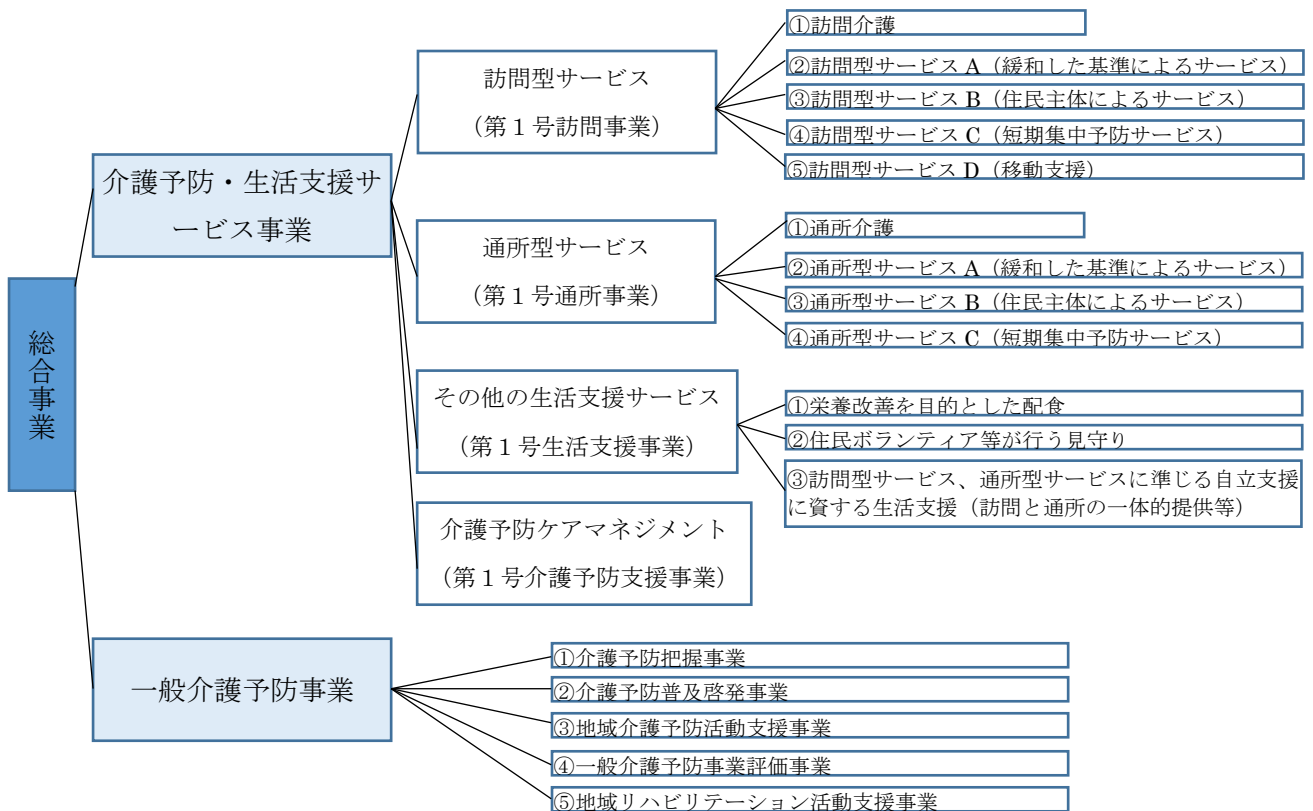 総合事業
介護予防・生活支援サ
ービス事業
訪問型サービス
（第１号訪問事業）
①訪問介護
②訪問型サービス A（緩和した基準によるサービス）
③訪問型サービス B（住民主体によるサービス）
④訪問型サービス C（短期集中予防サービス）
⑤訪問型サービス D（移動支援）
通所型サービス
（第１号通所事業）
①通所介護
②通所型サービス A（緩和した基準によるサービス）
③通所型サービス B（住民主体によるサービス）
④通所型サービス C（短期集中予防サービス）
その他の生活支援サービス
（第１号生活支援事業）
①栄養改善を目的とした配食
②住民ボランティア等が行う見守り
③訪問型サービス、通所型サービスに準じる自立支援
に資する生活支援（訪問と通所の一体的提供等）
介護予防ケアマネジメント
（第１号介護予防支援事業）
一般介護予防事業
①介護予防把握事業
②介護予防普及啓発事業
③地域介護予防活動支援事業
④一般介護予防事業評価事業
⑤地域リハビリテーション活動支援事業